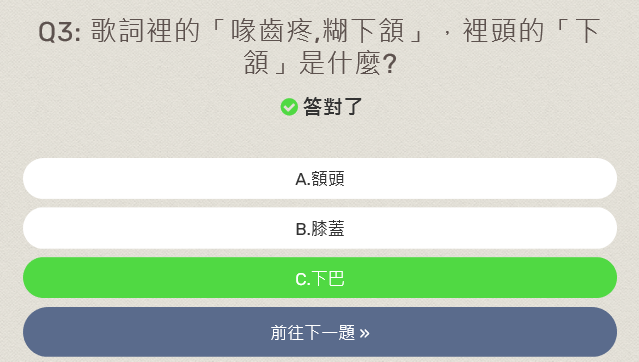 Q3: 歌詞裡的「喙齒疼,糊下頷」，裡頭的「下
頷」是什麼?
答對了
A.額頭
B.膝蓋
C.下巴
前往下一題 »